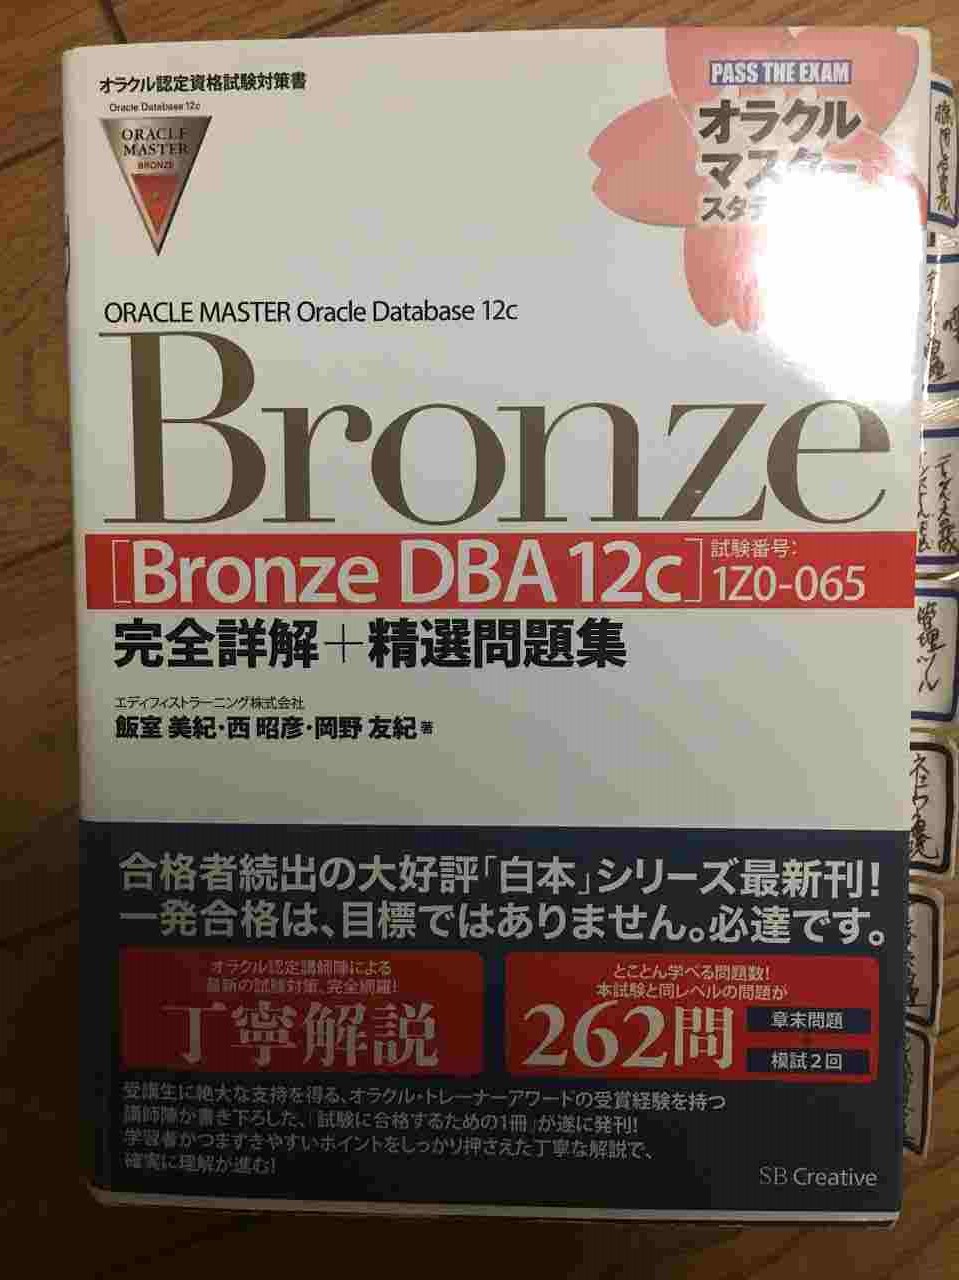 オラクル認定資格試験対策書
Oracle Database 12c
ORACLE
MASTER
BRONZE
PASS THE EXAM
オラクル
マスター
スタデ
ORACLE MASTER Oracle Database 12c
Bronze
[Bronze DBA 12c] 試験番号:
1Z0-065
完全詳解+精選問題集
エディフィストラーニング株式会社
飯室 美紀・西 昭彦・岡野 友紀 著
合格者続出の大好評「白本」シリーズ最新刊!
一発合格は、目標ではありません。必達です。
オラクル認定講師陣による
最新の試験対策、完全網羅!
丁寧解説
とことん学べる問題数!
本試験と同レベルの問題が
262問
章末問題
模試2回
受講生に絶大な支持を得る、オラクル・トレーナーアワードの受賞経験を持つ
講師陣が書き下ろした、「試験に合格するための1冊」が遂に発刊!
学習者がつまずきやすいポイントをしっかり押さえた丁寧な解説で、
確実に理解が進む!
SB Creative
管理ツール